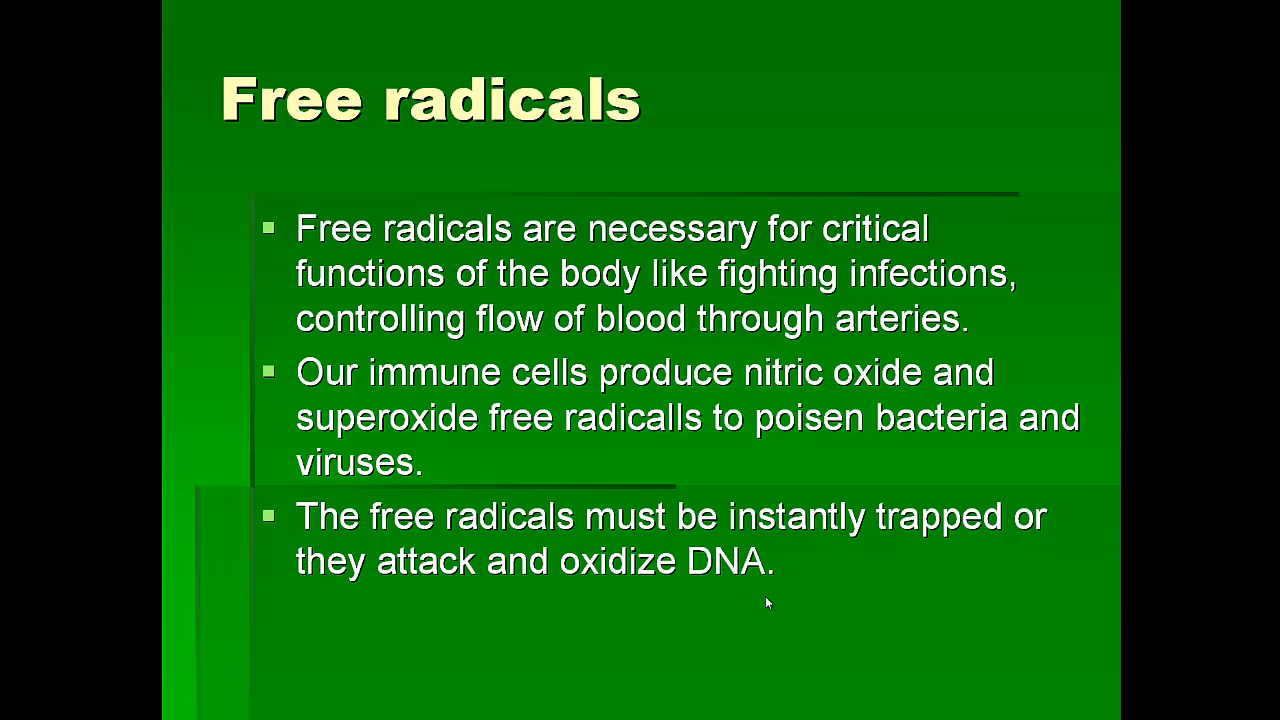 Free radicals
Free radicals are necessary for critical
functions of the body like fighting infections,
controlling flow of blood through arteries.
Our immune cells produce nitric oxide and
superoxide free radicalls to poisen bacteria and
viruses.
The free radicals must be instantly trapped or
they attack and oxidize DNA.